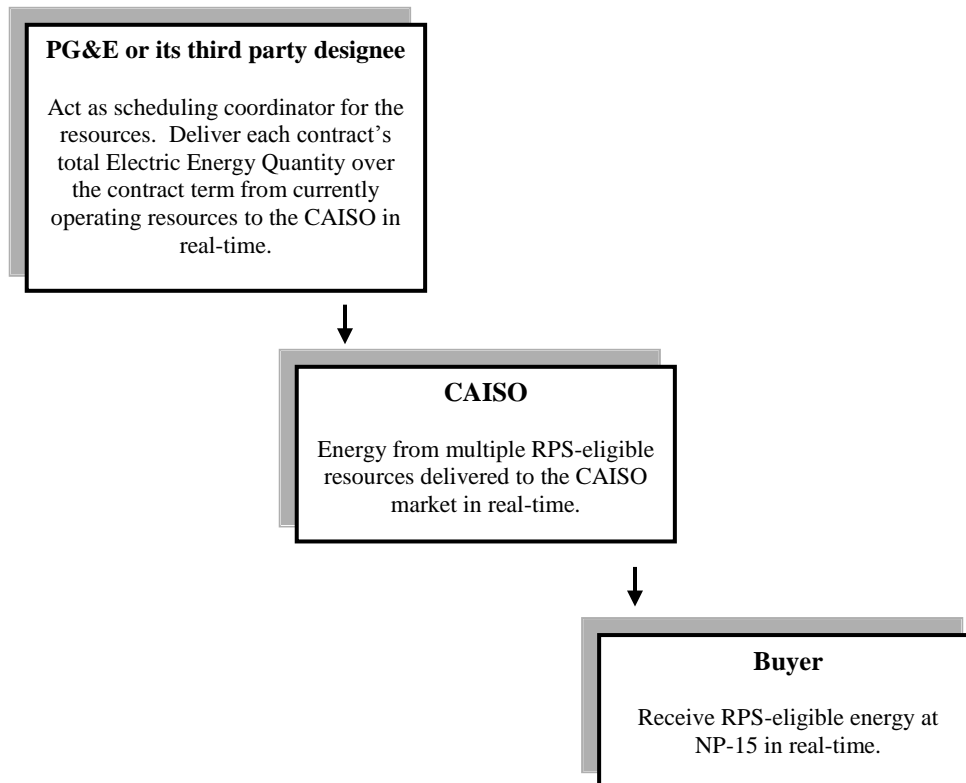 PG&E or its third party designee
Act as scheduling coordinator for the
resources.  Deliver each contract’s
total Electric Energy Quantity over
the contract term from currently
operating resources to the CAISO in
real-time.
CAISO
Energy from multiple RPS-eligible
resources delivered to the CAISO
market in real-time.
Buyer
Receive RPS-eligible energy at
NP-15 in real-time.